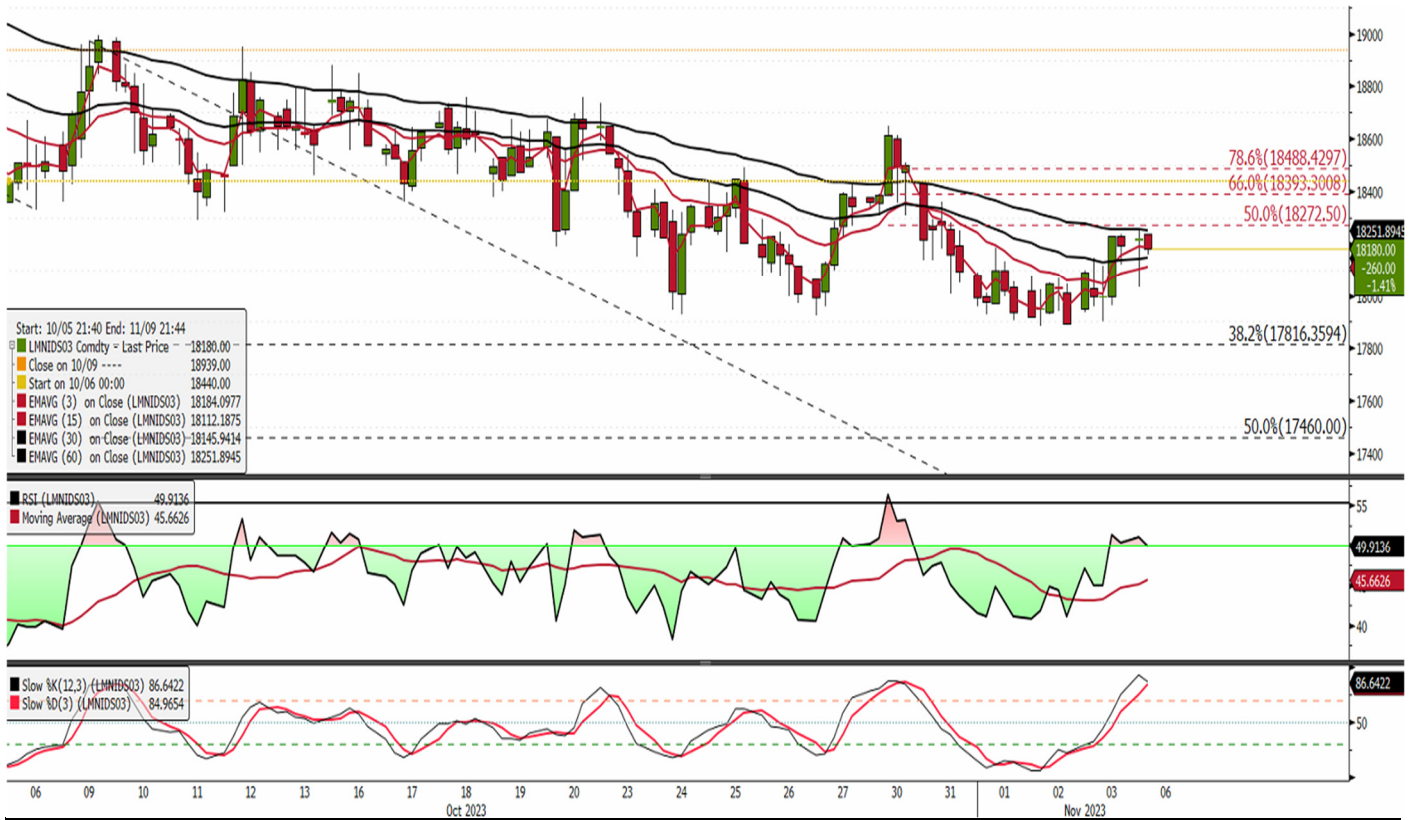 19000
18800
18600
78.6%(18488.4297)
66.0%(18393.3008)
18400
50.0%(18272.50)
18251.8945
18180.00
-260.00
-1.41%
18000
38.2%(17816.3594)
17800
17600
50.0%(17460.00)
17400
Start: 10/05 21:40 End: 11/09 21:44
LMNIDS03 Comdty - Last Price 18180.00
Close on 10/09 ---- 18939.00
Start on 10/06 00:00 18440.00
EMAVG (3) on Close (LMNIDS03) 18184.0977
EMAVG (15) on Close (LMNIDS03) 18112.1875
EMAVG (30) on Close (LMNIDS03) 18145.9414
EMAVG (60) on Close (LMNIDS03) 18251.8945
RSI (LMNIDS03) 49.9136
Moving Average (LMNIDS03) 45.6626
55
49.9136
45.6626
40
Slow %K(12,3) (LMNIDS03) 86.6422
Slow %D(3) (LMNIDS03) 84.9654
86.6422
50
06 09 10 11 12 13 16 17 18 19 20 23 24 25 26 27 30 31 01 02 03 06
Oct 2023 Nov 2023